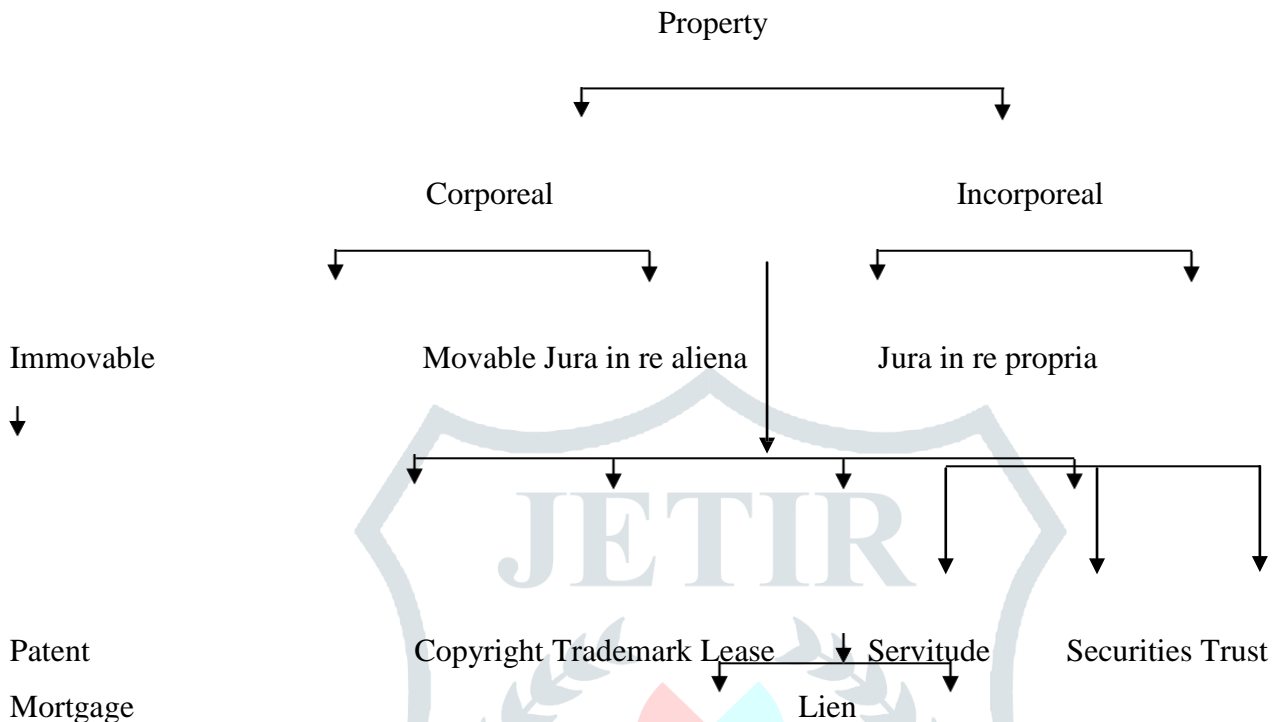 Property
Corporeal Incorporeal
Immovable Movable Jura in re aliena Jura in re propria
JETIR
Patent Copyright Trademark Lease Servitude Securities Trust
Mortgage Lien